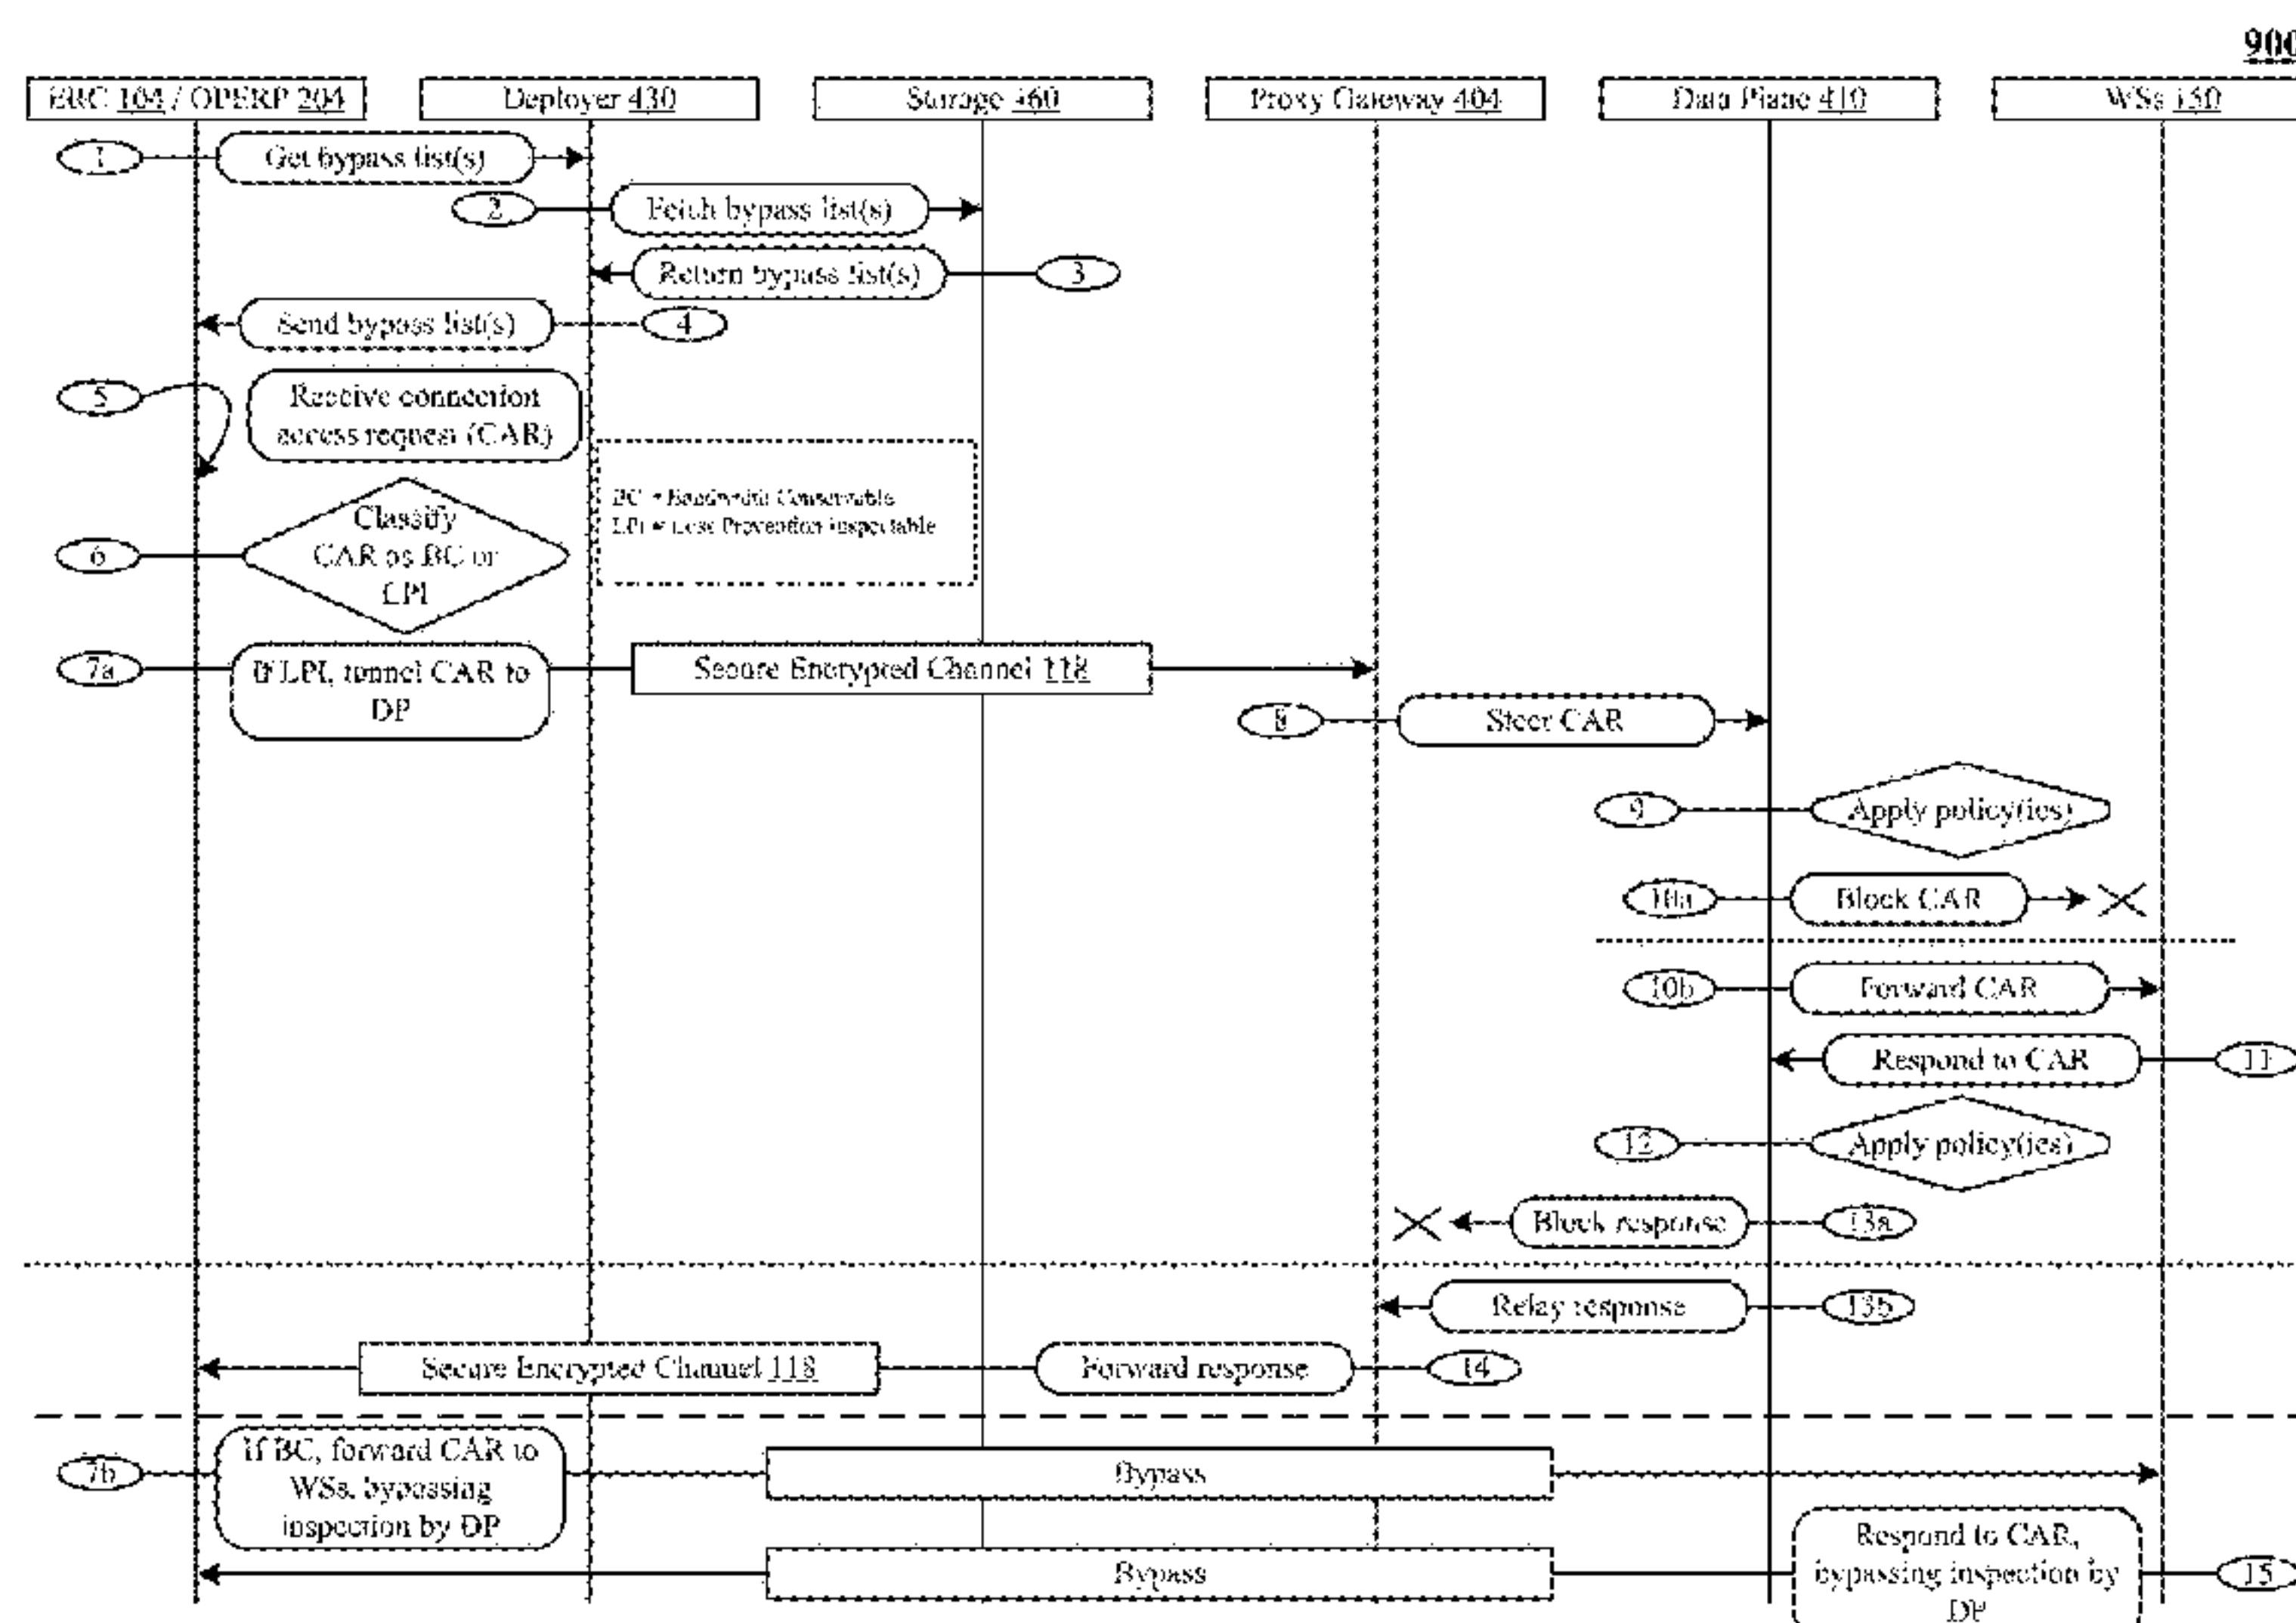 900
ERC 104 / OPERP 204
Deployer 430
Storage 460
Proxy Gateway 404
Data Plane 410
WSs 150
1
Get bypass list(s)
2
Fetch bypass list(s)
Return bypass list(s)
3
Send bypass list(s)
4
5
Receive connection
access request (CAR)
BC = Bandwidth Conservable
LPI = Loss Prevention Inspectable
6
Classify
CAR as BC or
LPI
7a
If LPI, tunnel CAR to
DP
Secure Encrypted Channel 118
8
Steer CAR
9
Apply policy(ies)
10a
Block CAR
10b
Forward CAR
Respond to CAR
11
12
Apply policy(ies)
Block response
13a
Relay response
13b
Secure Encrypted Channel 118
Forward response
14
7b
If BC, forward CAR to
WSs, bypassing
inspection by DP
Bypass
Bypass
Respond to CAR,
bypassing inspection by
DP
15